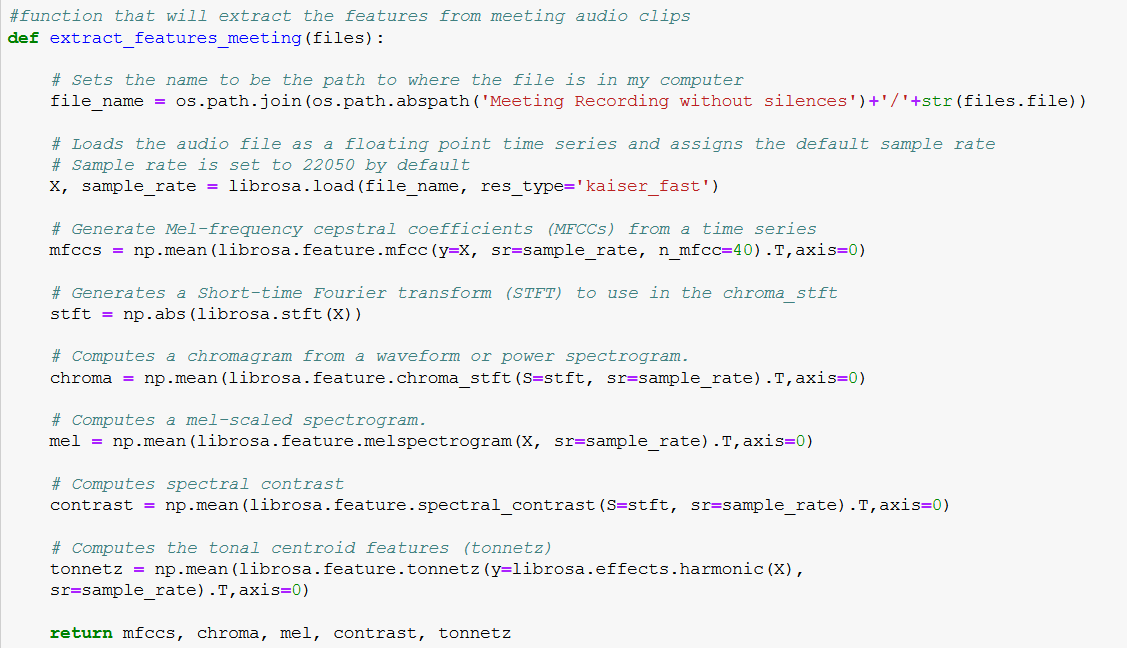 #function that will extract the features from meeting audio clips
def extract_features_meeting(files):
# Sets the name to be the path to where the file is in my computer
file_name = os.path.join(os.path.abspath('Meeting Recording without silences')+'/'+str(files.file))
# Loads the audio file as a floating point time series and assigns the default sample rate
# Sample rate is set to 22050 by default
X, sample_rate = librosa.load(file_name, res_type='kaiser_fast')
# Generate Mel-frequency cepstral coefficients (MFCCs) from a time series
mfccs = np.mean(librosa.feature.mfcc(y=X, sr=sample_rate, n_mfcc=40).T,axis=0)
# Generates a Short-time Fourier transform (STFT) to use in the chroma_stft
stft = np.abs(librosa.stft(X))
# Computes a chromagram from a waveform or power spectrogram.
chroma = np.mean(librosa.feature.chroma_stft(S=stft, sr=sample_rate).T,axis=0)
# Computes a mel-scaled spectrogram.
mel = np.mean(librosa.feature.melspectrogram(X, sr=sample_rate).T,axis=0)
# Computes spectral contrast
contrast = np.mean(librosa.feature.spectral_contrast(S=stft, sr=sample_rate).T,axis=0)
# Computes the tonal centroid features (tonnetz)
tonnetz = np.mean(librosa.feature.tonnetz(y=librosa.effects.harmonic(X),
sr=sample_rate).T,axis=0)
return mfccs, chroma, mel, contrast, tonnetz